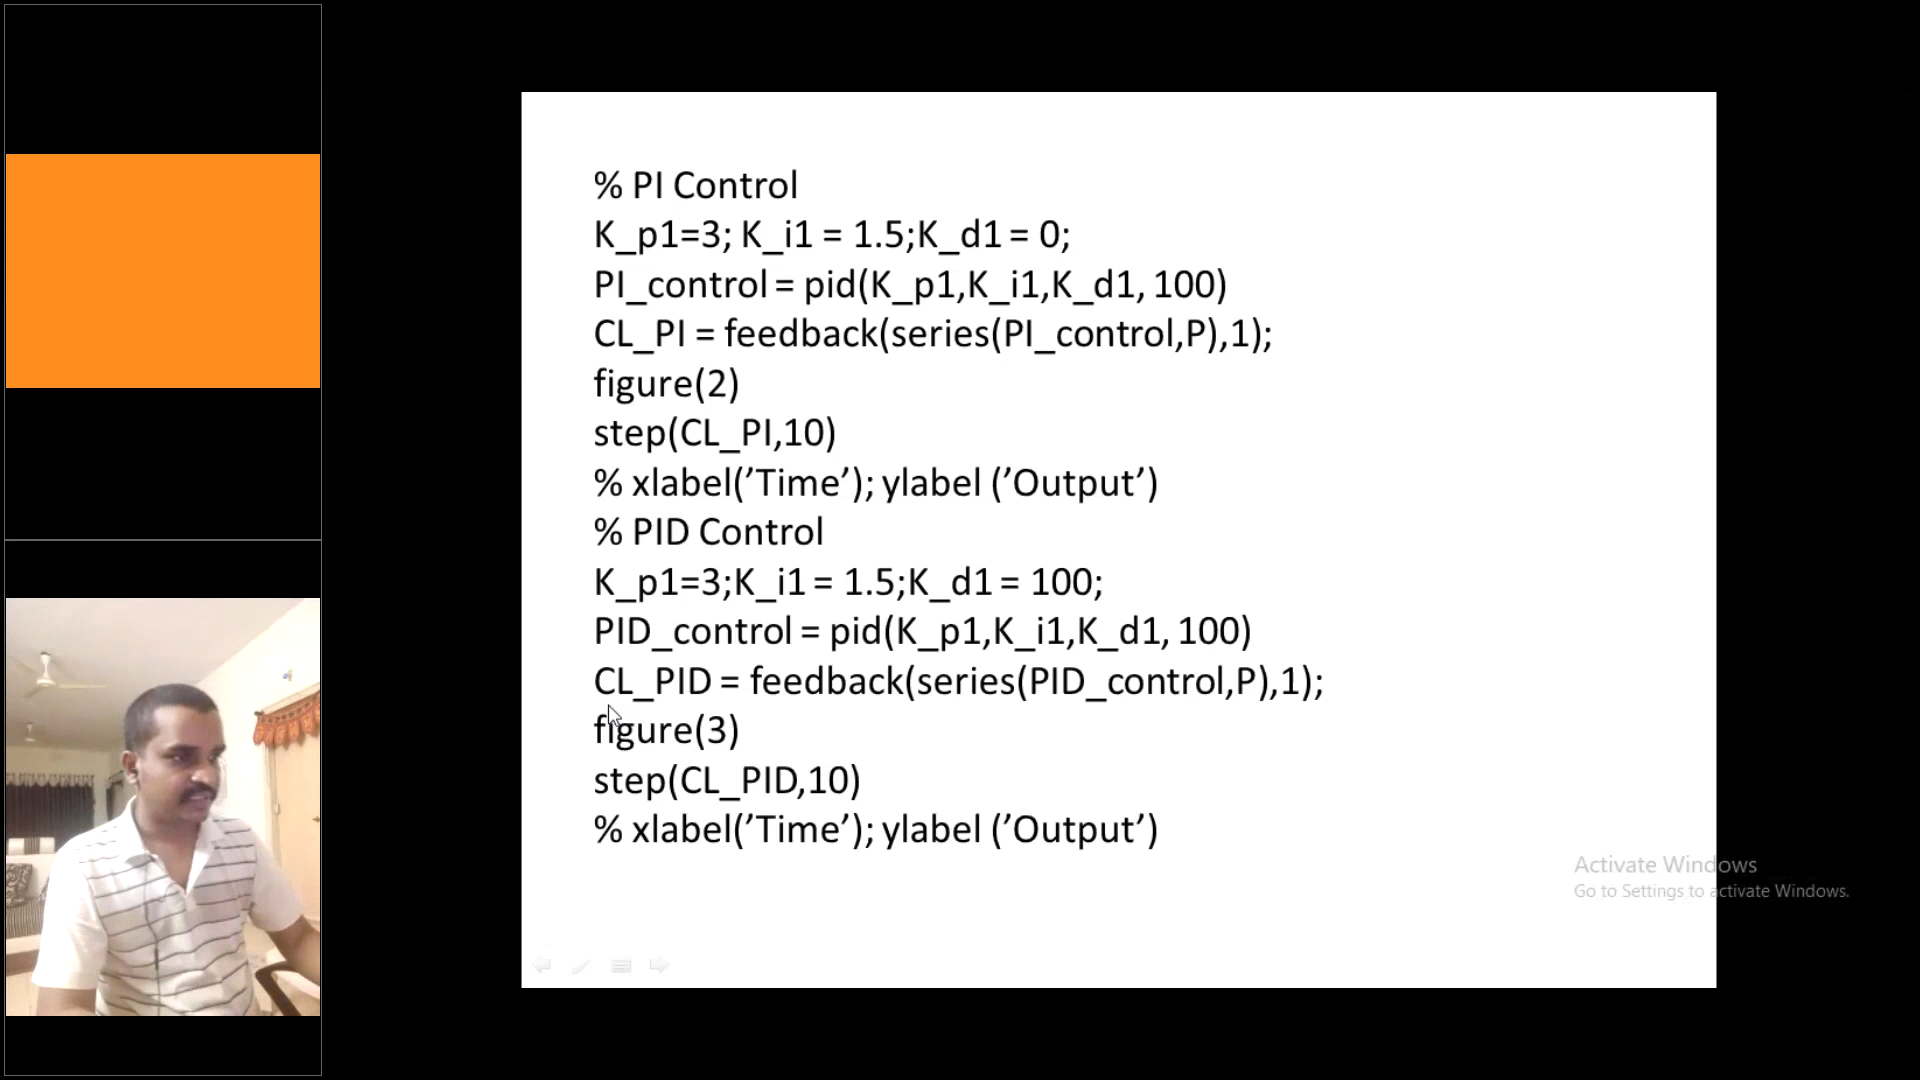 % PI Control
K_p1=3; K_i1 = 1.5;K_d1 = 0;
PI_control = pid(K_p1,K_i1,K_d1, 100)
CL_PI = feedback(series(PI_control,P),1);
figure(2)
step(CL_PI,10)
% xlabel(’Time’); ylabel (’Output’)
% PID Control
K_p1=3;K_i1 = 1.5;K_d1 = 100;
PID_control = pid(K_p1,K_i1,K_d1, 100)
CL_PID = feedback(series(PID_control,P),1);
figure(3)
step(CL_PID,10)
% xlabel(’Time’); ylabel (’Output’)
Activate Windows
Go to Settings to activate Windows.